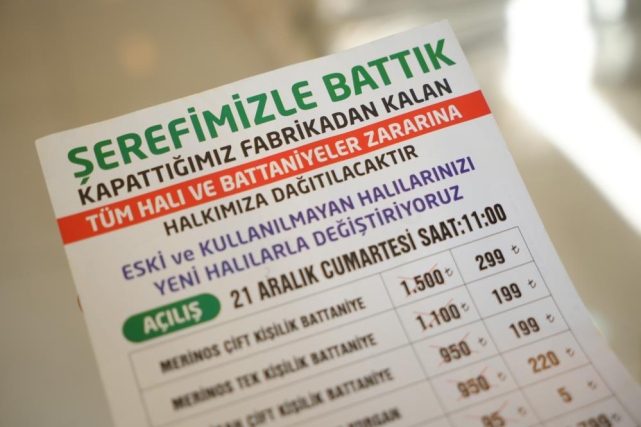 ŞEREFİMİZLE BATTIK
KAPATTIĞIMIZ FABRİKADAN KALAN
TÜM HALI VE BATTANİYELER ZARARINA
HALKIMIZA DAĞITILACAKTIR
ESKİ ve KULLANILMAYAN HALILARINIZI
YENİ HALILARLA DEĞİŞTİRİYORUZ
AÇILIŞ 21 ARALIK CUMARTESİ SAAT:11:00
MERİNOS ÇİFT KİŞİLİK BATTANİYE 1.500 ₺ 299 ₺
MERİNOS TEK KİŞİLİK BATTANİYE 1.100 ₺ 199 ₺
ÇİFT KİŞİLİK BATTANİYE 950 ₺ 199 ₺
950 ₺ 220 ₺
95 ₺ 5 ₺